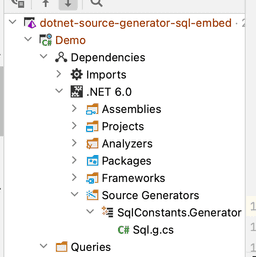 dotnet-source-generator-sql-embed
Demo
Dependencies
Imports
.NET 6.0
Assemblies
Projects
Analyzers
Packages
Frameworks
Source Generators
SqlConstants.Generator
C# Sql.g.cs
Queries